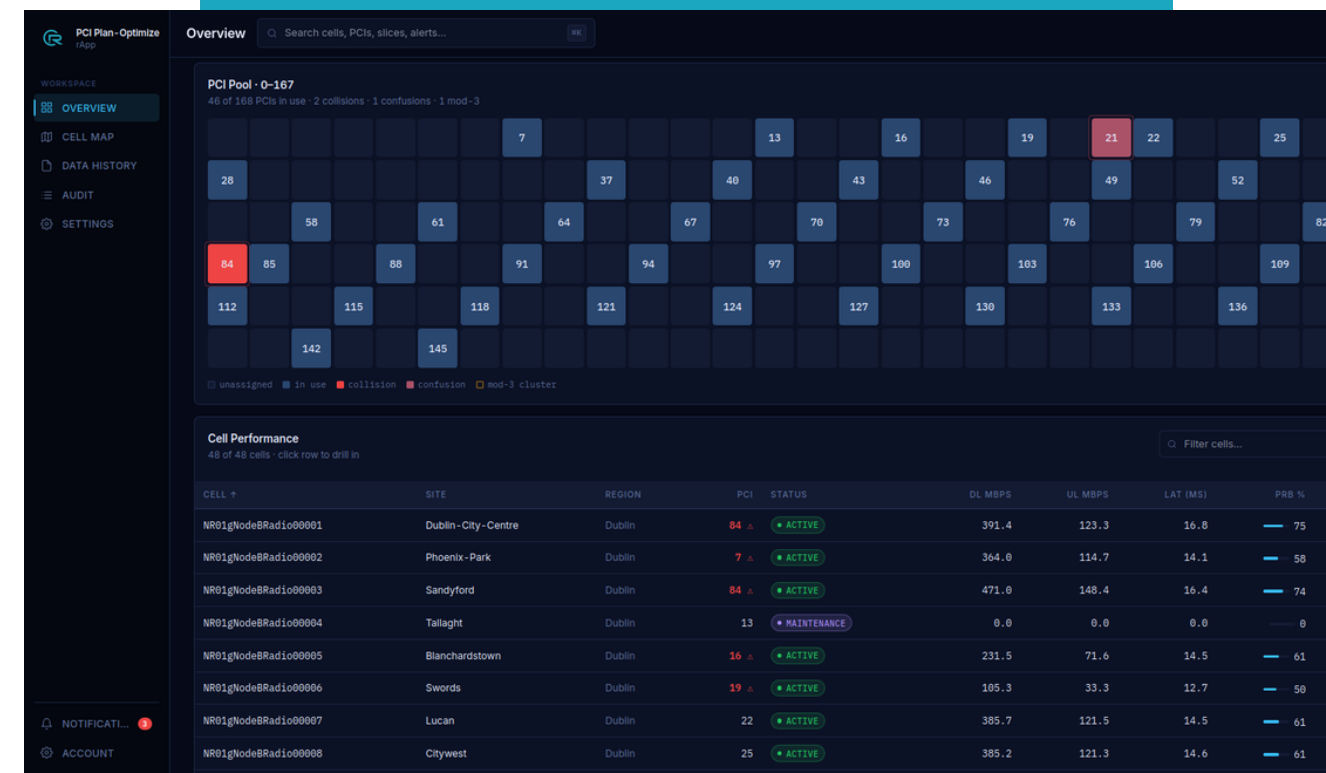 PCI Plan-Optimize
rApp
WORKSPACE
OVERVIEW
CELL MAP
DATA HISTORY
AUDIT
SETTINGS
NOTIFICATI... 3
ACCOUNT
Overview
Search cells, PCIs, slices, alerts... ⌘K
PCI Pool · 0–167
46 of 168 PCIs in use · 2 collisions · 1 confusions · 1 mod-3
7 13 16 19 21 22 25
28 37 40 43 46 49 52
58 61 64 67 70 73 76 79 82
84 85 88 91 94 97 100 103 106 109
112 115 118 121 124 127 130 133 136
142 145
unassigned in use collision confusion mod-3 cluster
Cell Performance
48 of 48 cells · click row to drill in
Filter cells...
CELL ↑ SITE REGION PCI STATUS DL MBPS UL MBPS LAT (MS) PRB %
NR01gNodeBRadio00001 Dublin-City-Centre Dublin 84 ⚠ ACTIVE 391.4 123.3 16.8 75
NR01gNodeBRadio00002 Phoenix-Park Dublin 7 ⚠ ACTIVE 364.0 114.7 14.1 58
NR01gNodeBRadio00003 Sandyford Dublin 84 ⚠ ACTIVE 471.0 148.4 16.4 74
NR01gNodeBRadio00004 Tallaght Dublin 13 MAINTENANCE 0.0 0.0 0.0 0
NR01gNodeBRadio00005 Blanchardstown Dublin 16 ⚠ ACTIVE 231.5 71.6 14.5 61
NR01gNodeBRadio00006 Swords Dublin 19 ⚠ ACTIVE 105.3 33.3 12.7 50
NR01gNodeBRadio00007 Lucan Dublin 22 ACTIVE 385.7 121.5 14.5 61
NR01gNodeBRadio00008 Citywest Dublin 25 ACTIVE 385.2 121.3 14.6 61